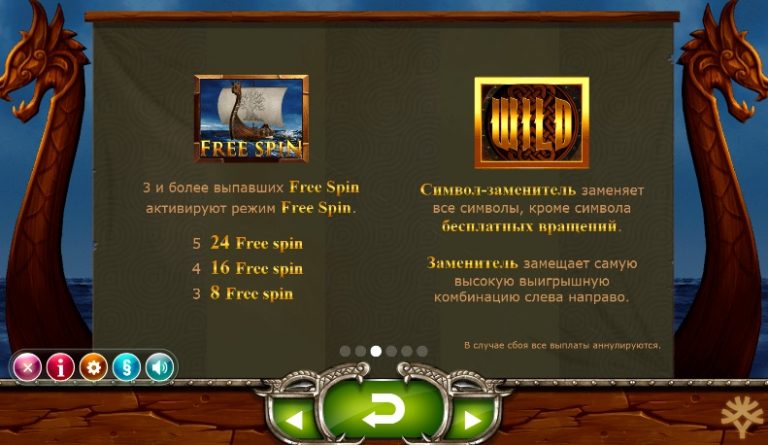 FREE SPIN
3 и более выпавших Free Spin
активируют режим Free Spin.
5 24 Free spin
4 16 Free spin
3 8 Free spin
WILD
Символ-заменитель заменяет
все символы, кроме символа
бесплатных вращений.
Заменитель замещает самую
высокую выигрышную
комбинацию слева направо.
В случае сбоя все выплаты аннулируются.